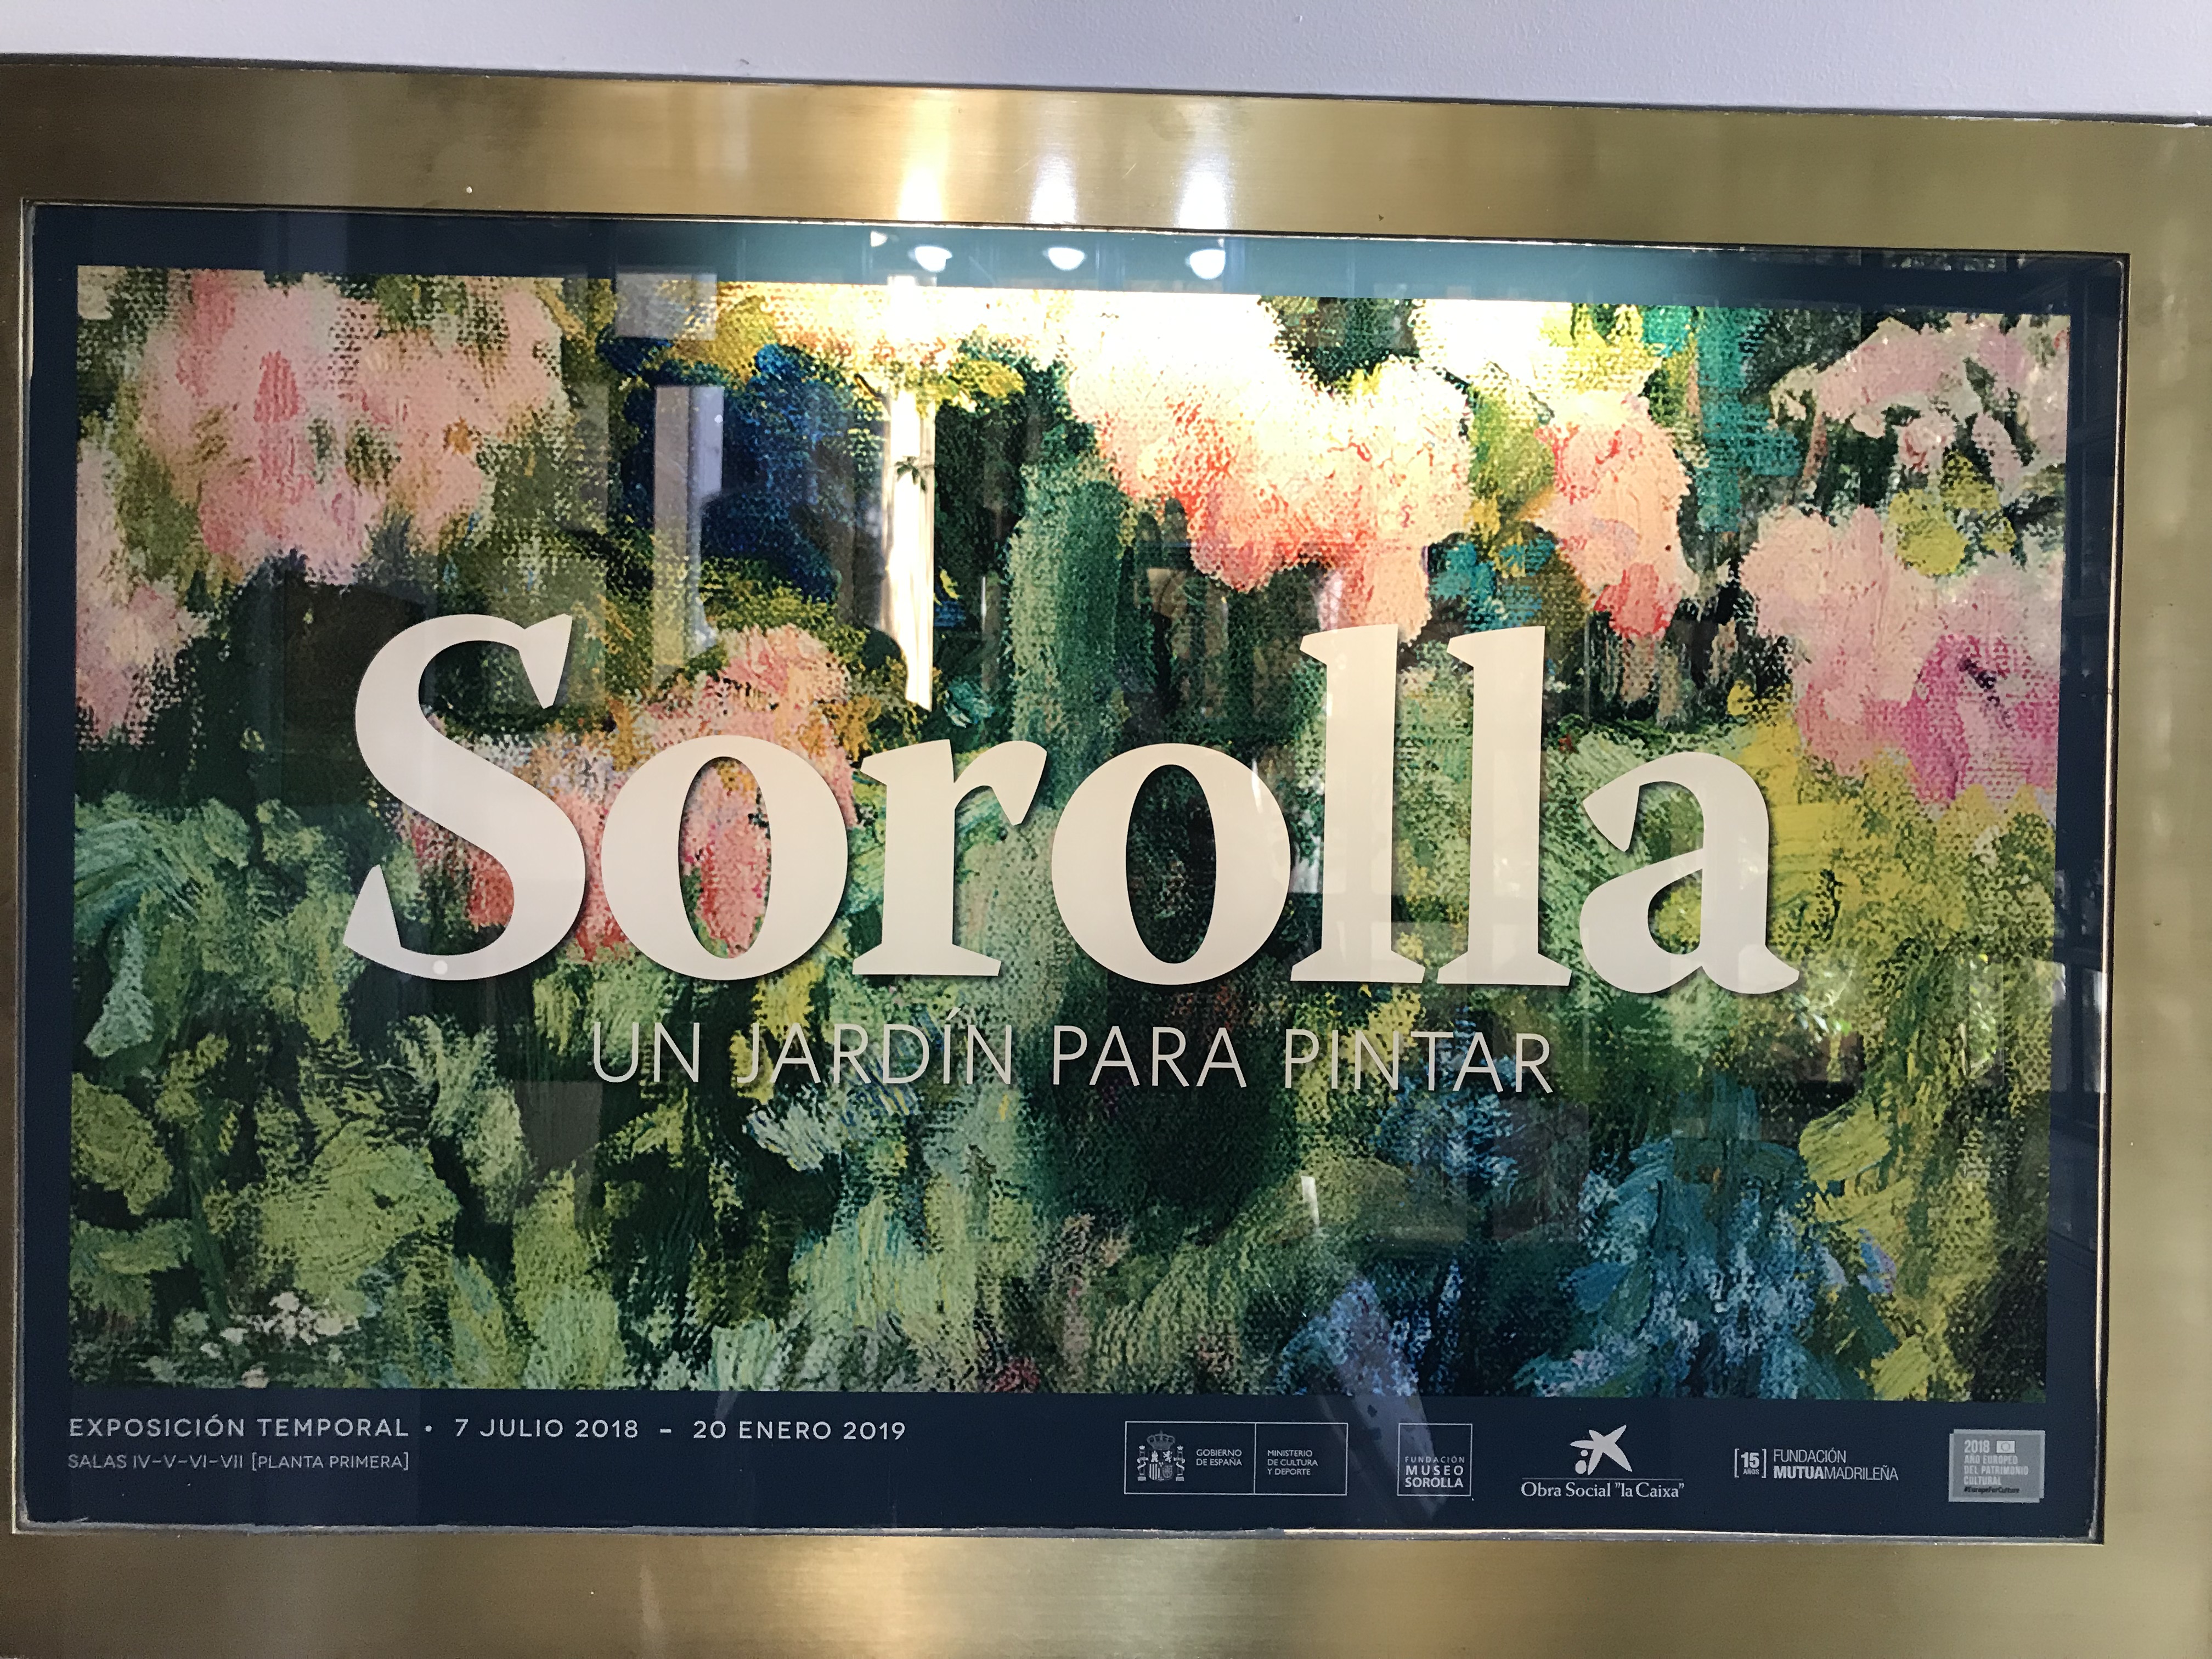 Sorolla
UN JARDÍN PARA PINTAR
EXPOSICIÓN TEMPORAL • 7 JULIO 2018 – 20 ENERO 2019
SALAS IV-V-VI-VII [PLANTA PRIMERA]
GOBIERNO
DE ESPAÑA
MINISTERIO
DE CULTURA
Y DEPORTE
FUNDACIÓN
MUSEO
SOROLLA
Obra Social "la Caixa"
[15]
AÑOS
FUNDACIÓN
MUTUAMADRILEÑA
2018
AÑO EUROPEO
DEL PATRIMONIO
CULTURAL
#EuropeForCulture